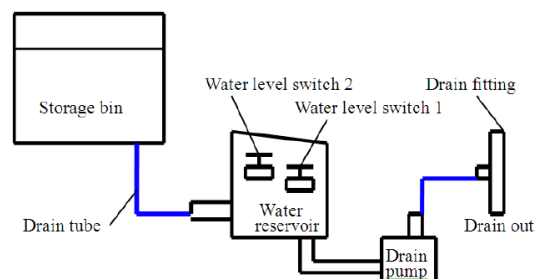 Water level switch 2
Drain fitting
Storage bin
Water level switch 1
Drain tube
Water
reservoir
Drain out
Drain
pump